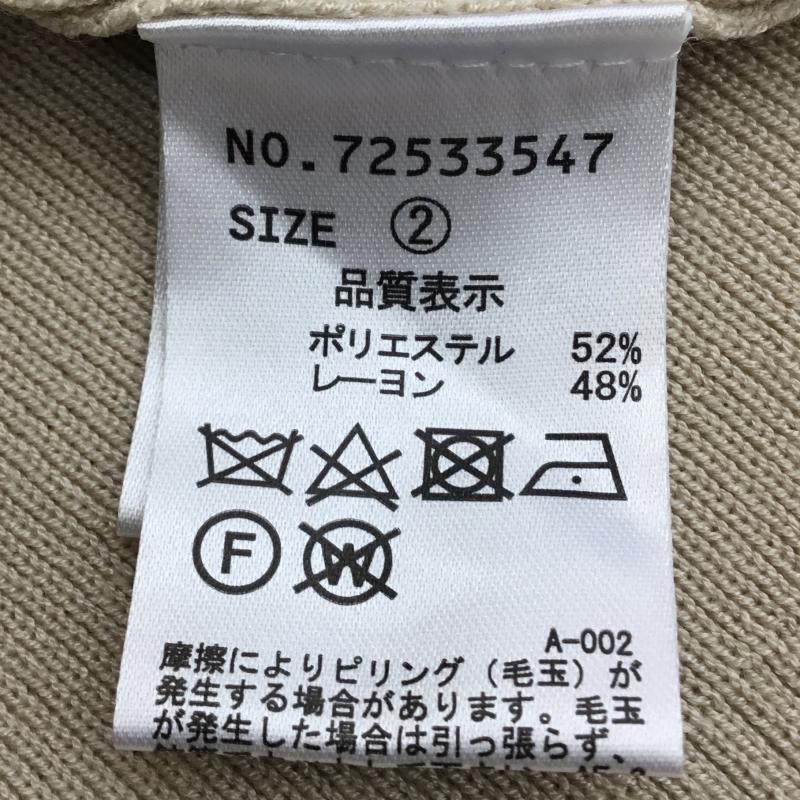 NO.72533547
SIZE ②
品質表示
ポリエステル 52%
レーヨン 48%
F
W
A-002
摩擦によりピリング(毛玉)が
発生する場合があります。毛玉
が発生した場合は引っ張らず、